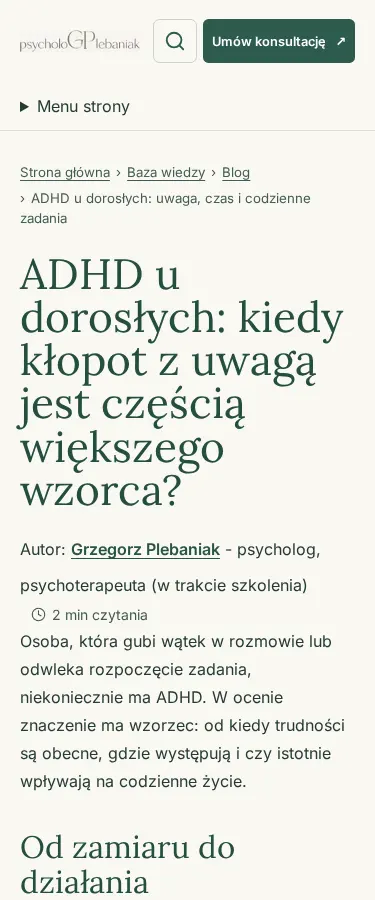 psycholoGPlebaniak
Umów konsultację ↗
Menu strony
Strona główna › Baza wiedzy › Blog
› ADHD u dorosłych: uwaga, czas i codzienne
zadania
ADHD u
dorosłych: kiedy
kłopot z uwagą
jest częścią
większego
wzorca?
Autor: Grzegorz Plebaniak - psycholog,
psychoterapeuta (w trakcie szkolenia)
2 min czytania
Osoba, która gubi wątek w rozmowie lub
odwleka rozpoczęcie zadania,
niekoniecznie ma ADHD. W ocenie
znaczenie ma wzorzec: od kiedy trudności
są obecne, gdzie występują i czy istotnie
wpływają na codzienne życie.
Od zamiaru do
działania